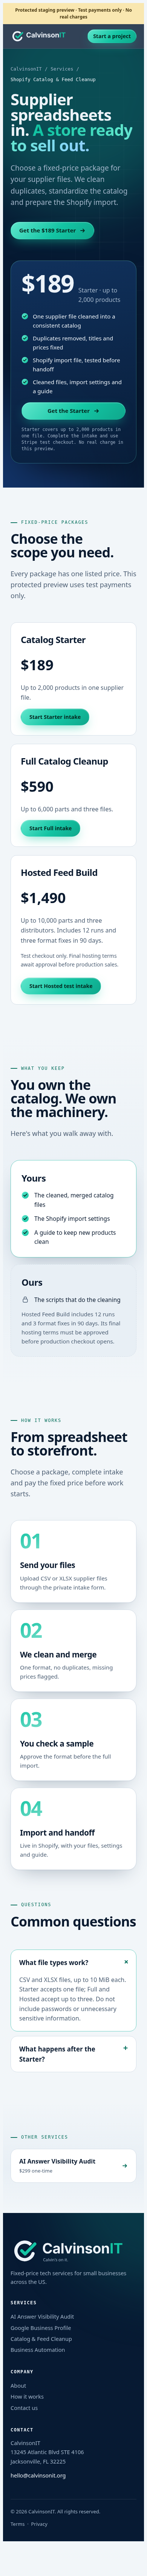 Protected staging preview · Test payments only · No
real charges
CalvinsonIT
Start a project
CalvinsonIT / Services /
Shopify Catalog & Feed Cleanup
Supplier
spreadsheets
in. A store ready
to sell out.
Choose a fixed-price package for
your supplier files. We clean
duplicates, standardize the catalog
and prepare the Shopify import.
Get the $189 Starter →
$189 Starter · up to
2,000 products
One supplier file cleaned into a
consistent catalog
Duplicates removed, titles and
prices fixed
Shopify import file, tested before
handoff
Cleaned files, import settings and
a guide
Get the Starter →
Starter covers up to 2,000 products in
one file. Complete the intake and use
Stripe test checkout. No real charge in
this preview.
FIXED-PRICE PACKAGES
Choose the
scope you need.
Every package has one listed price. This
protected preview uses test payments
only.
Catalog Starter
$189
Up to 2,000 products in one supplier
file.
Start Starter intake
Full Catalog Cleanup
$590
Up to 6,000 parts and three files.
Start Full intake
Hosted Feed Build
$1,490
Up to 10,000 parts and three
distributors. Includes 12 runs and
three format fixes in 90 days.
Test checkout only. Final hosting terms
await approval before production sales.
Start Hosted test intake
WHAT YOU KEEP
You own the
catalog. We own
the machinery.
Here's what you walk away with.
Yours
The cleaned, merged catalog
files
The Shopify import settings
A guide to keep new products
clean
Ours
The scripts that do the cleaning
Hosted Feed Build includes 12 runs
and 3 format fixes in 90 days. Its final
hosting terms must be approved
before production checkout opens.
HOW IT WORKS
From spreadsheet
to storefront.
Choose a package, complete intake
and pay the fixed price before work
starts.
01
Send your files
Upload CSV or XLSX supplier files
through the private intake form.
02
We clean and merge
One format, no duplicates, missing
prices flagged.
03
You check a sample
Approve the format before the full
import.
04
Import and handoff
Live in Shopify, with your files, settings
and guide.
QUESTIONS
Common questions
What file types work? ×
CSV and XLSX files, up to 10 MiB each.
Starter accepts one file; Full and
Hosted accept up to three. Do not
include passwords or unnecessary
sensitive information.
What happens after the +
Starter?
OTHER SERVICES
AI Answer Visibility Audit →
$299 one-time
CalvinsonIT
Calvin's on it.
Fixed-price tech services for small businesses
across the US.
SERVICES
AI Answer Visibility Audit
Google Business Profile
Catalog & Feed Cleanup
Business Automation
COMPANY
About
How it works
Contact us
CONTACT
CalvinsonIT
13245 Atlantic Blvd STE 4106
Jacksonville, FL 32225
hello@calvinsonit.org
© 2026 CalvinsonIT. All rights reserved.
Terms · Privacy